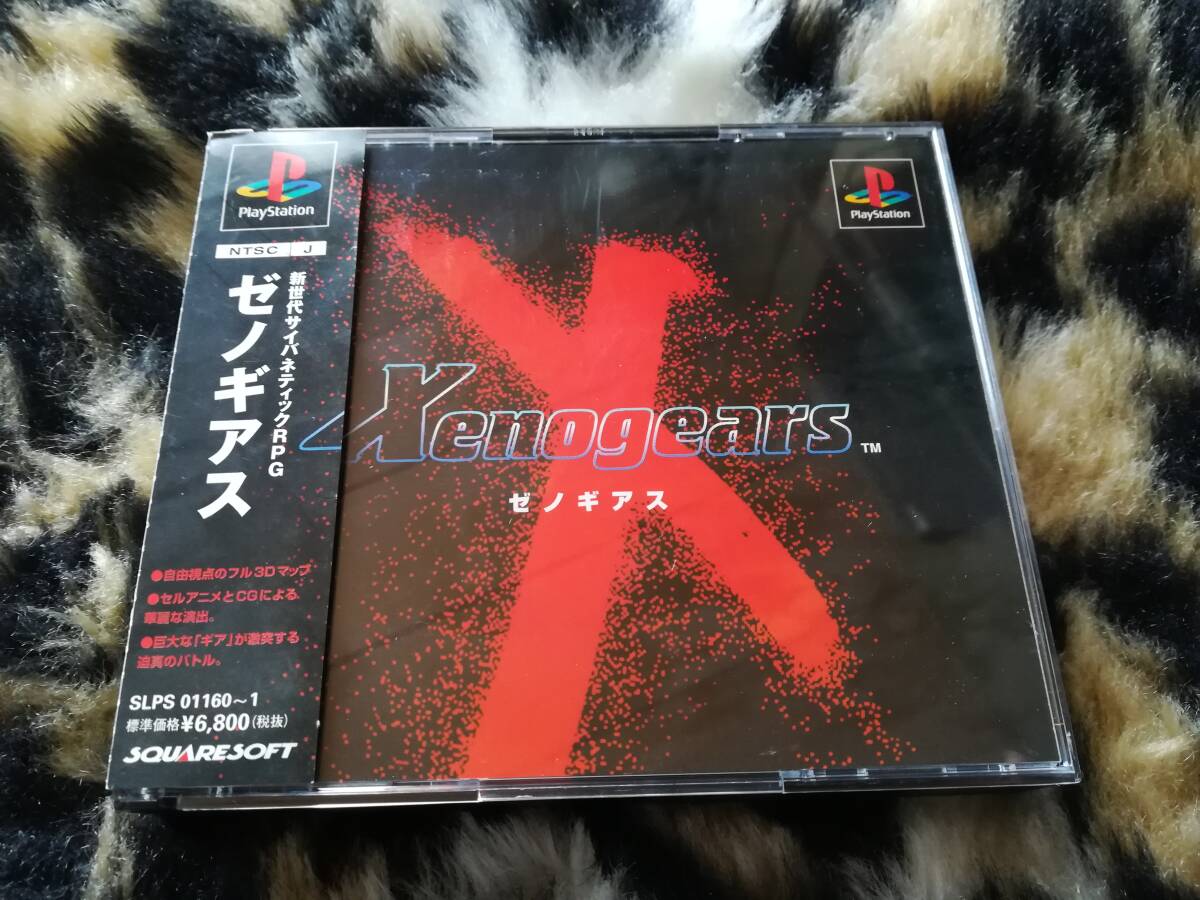 PlayStation
NTSC J
新世代サイバネティックRPG
ゼノギアス
●自由視点のフル3Dマップ
●セルアニメとCGによる
華麗な演出。
●巨大な「ギア」が激突する
迫真のバトル。
SLPS 01160～1
標準価格¥6,800(税抜)
SQUARESOFT
PlayStation
Xenogears TM
ゼノギアス